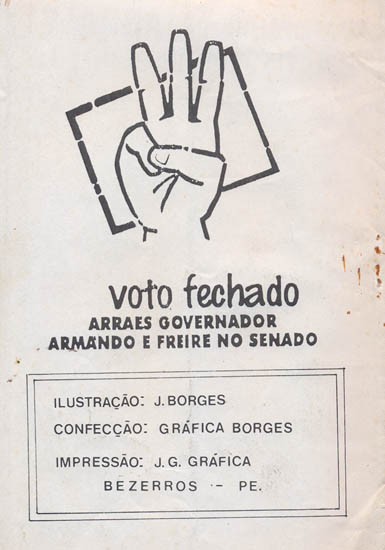 voto fechado
ARRAES GOVERNADOR
ARMANDO E FREIRE NO SENADO
ILUSTRAÇÃO: J. BORGES
CONFECÇÃO: GRÁFICA BORGES
IMPRESSÃO: J.G. GRÁFICA
BEZERROS - PE.